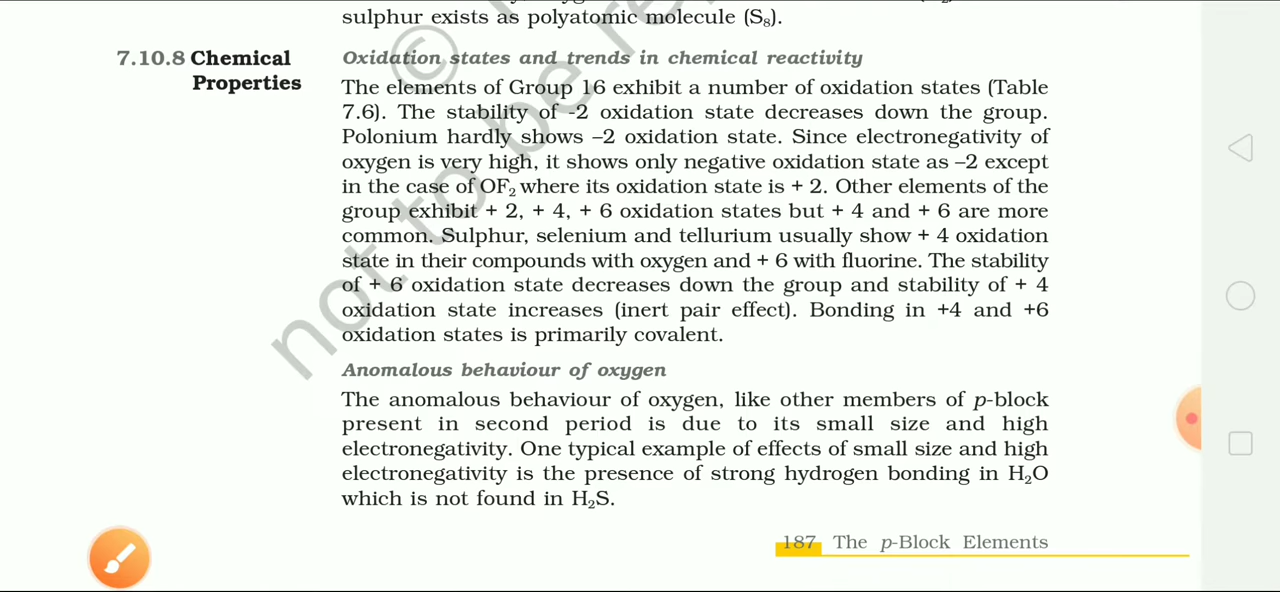 sulphur exists as polyatomic molecule (S₈).
7.10.8 Chemical Properties
Oxidation states and trends in chemical reactivity
The elements of Group 16 exhibit a number of oxidation states (Table
7.6). The stability of -2 oxidation state decreases down the group.
Polonium hardly shows –2 oxidation state. Since electronegativity of
oxygen is very high, it shows only negative oxidation state as –2 except
in the case of OF₂ where its oxidation state is + 2. Other elements of the
group exhibit + 2, + 4, + 6 oxidation states but + 4 and + 6 are more
common. Sulphur, selenium and tellurium usually show + 4 oxidation
state in their compounds with oxygen and + 6 with fluorine. The stability
of + 6 oxidation state decreases down the group and stability of + 4
oxidation state increases (inert pair effect). Bonding in +4 and +6
oxidation states is primarily covalent.
Anomalous behaviour of oxygen
The anomalous behaviour of oxygen, like other members of p-block
present in second period is due to its small size and high
electronegativity. One typical example of effects of small size and high
electronegativity is the presence of strong hydrogen bonding in H₂O
which is not found in H₂S.
187 The p-Block Elements
©
not to be re